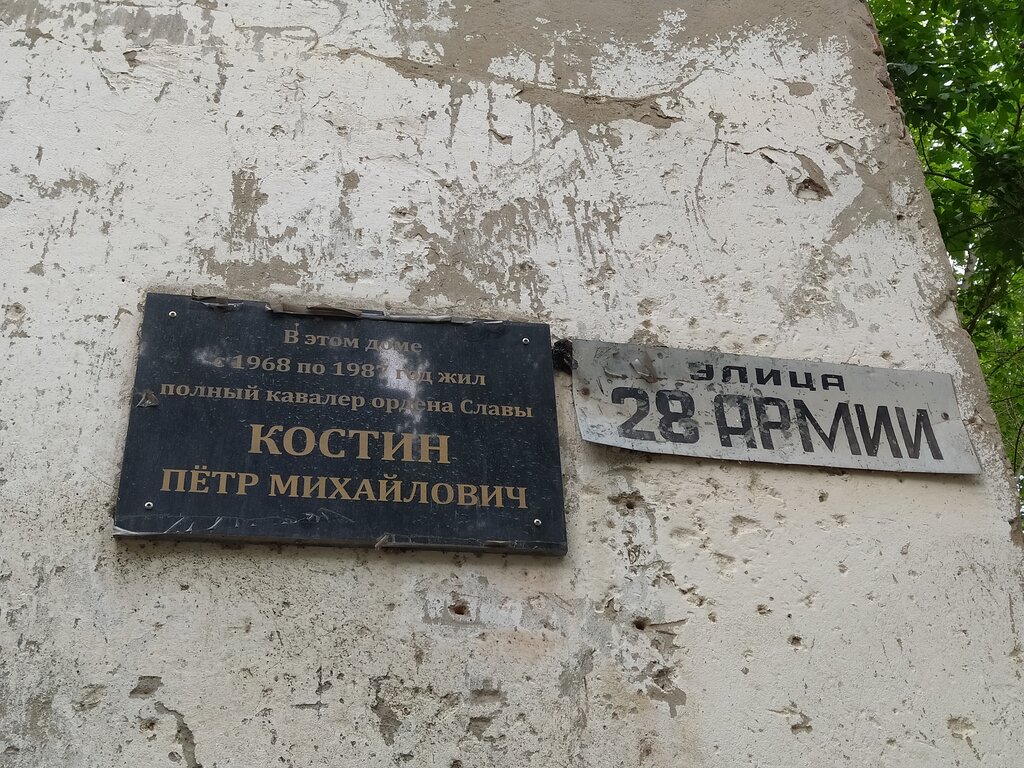 В этом доме
с 1968 по 1987 год жил
полный кавалер ордена Славы
КОСТИН
ПЁТР МИХАЙЛОВИЧ
УЛИЦА
28 АРМИИ